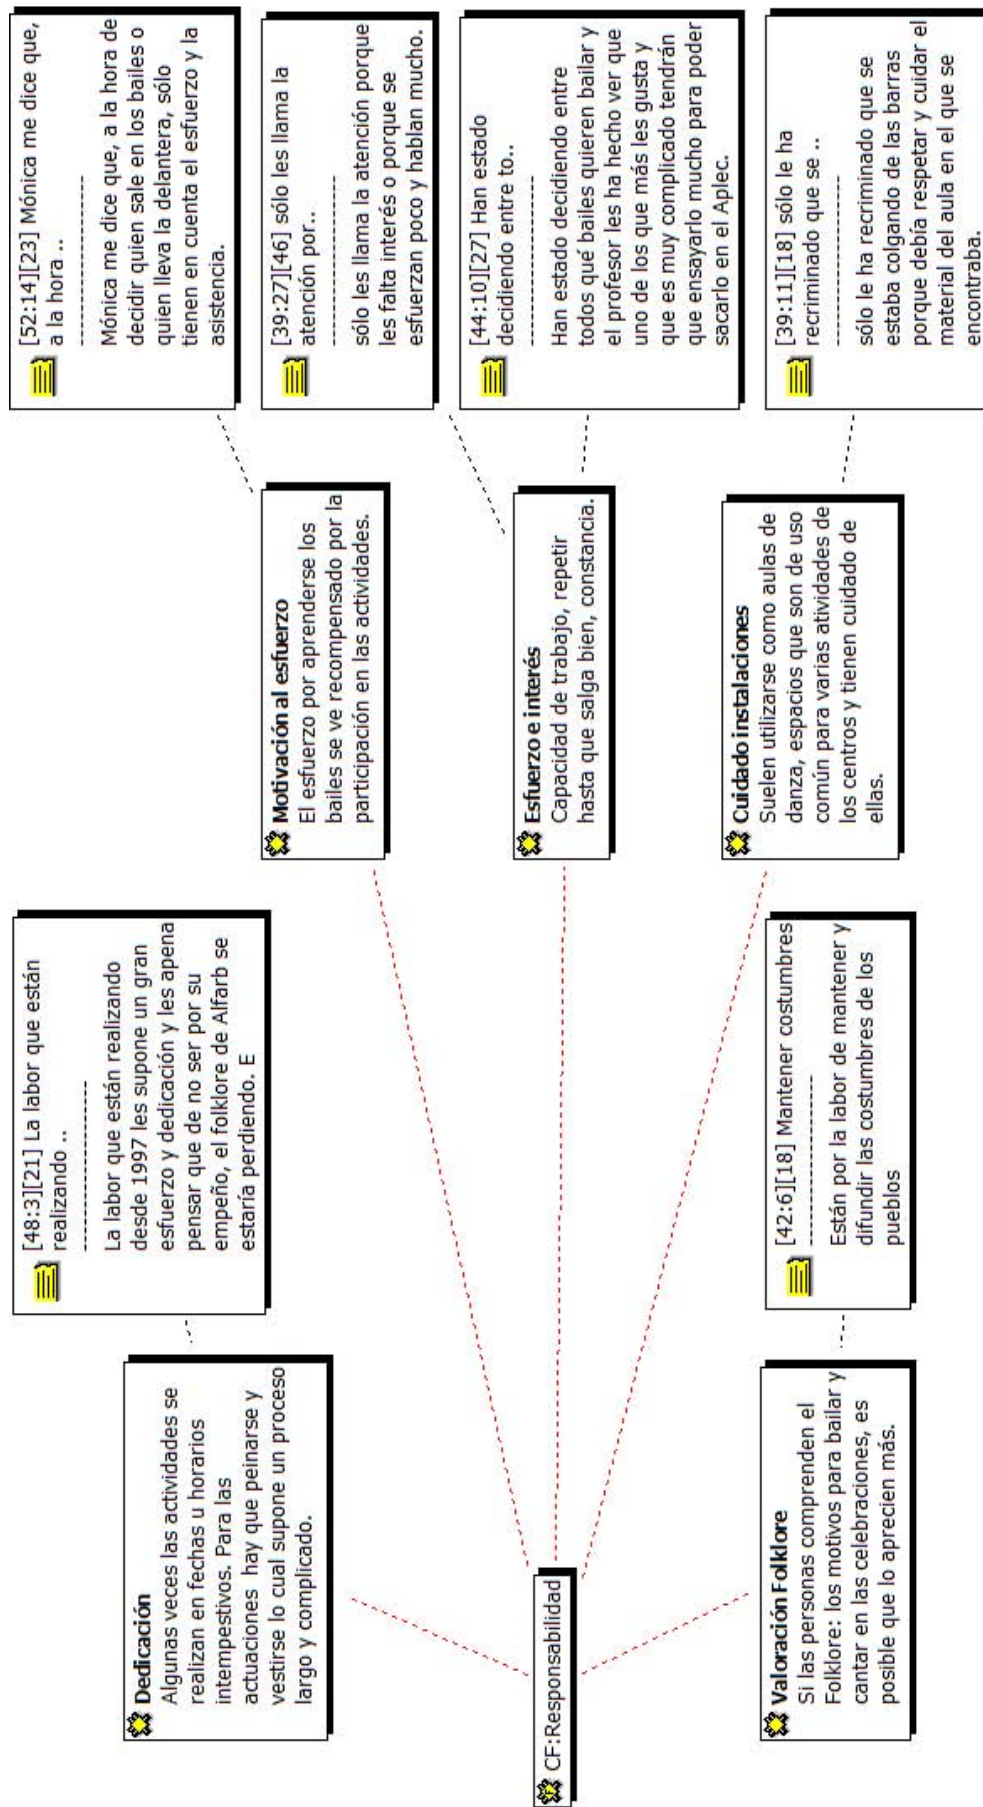 CF:Responsabilidad
Dedicación
Algunas veces las actividades se
realizan en fechas u horarios
intempestivos. Para las
actuaciones hay que peinarse y
vestirse lo cual supone un proceso
largo y complicado.
[48:3][21] La labor que están
realizando ..
--------------------
La labor que están realizando
desde 1997 les supone un gran
esfuerzo y dedicación y les apena
pensar que de no ser por su
empeño, el folklore de Alfarb se
estaría perdiendo. E
Valoración Folklore
Si las personas comprenden el
Folklore: los motivos para bailar y
cantar en las celebraciones, es
posible que lo aprecien más.
[42:6][18] Mantener costumbres
--------------------
Están por la labor de mantener y
difundir las costumbres de los
pueblos
Motivación al esfuerzo
El esfuerzo por aprenderse los
bailes se ve recompensado por la
participación en las actividades.
[52:14][23] Mónica me dice que,
a la hora ..
--------------------
Mónica me dice que, a la hora de
decidir quien sale en los bailes o
quien lleva la delantera, sólo
tienen en cuenta el esfuerzo y la
asistencia.
Esfuerzo e interés
Capacidad de trabajo, repetir
hasta que salga bien, constancia.
[39:27][46] sólo les llama la
atención por..
--------------------
sólo les llama la atención porque
les falta interés o porque se
esfuerzan poco y hablan mucho.
[44:10][27] Han estado
decidiendo entre to..
--------------------
Han estado decidiendo entre
todos qué bailes quieren bailar y
el profesor les ha hecho ver que
uno de los que más les gusta y
que es muy complicado tendrán
que ensayarlo mucho para poder
sacarlo en el Aplec.
Cuidado instalaciones
Suelen utilizarse como aulas de
danza, espacios que son de uso
común para varias atividades de
los centros y tienen cuidado de
ellas.
[39:11][18] sólo le ha
recriminado que se ..
--------------------
sólo le ha recriminado que se
estaba colgando de las barras
porque debía respetar y cuidar el
material del aula en el que se
encontraba.